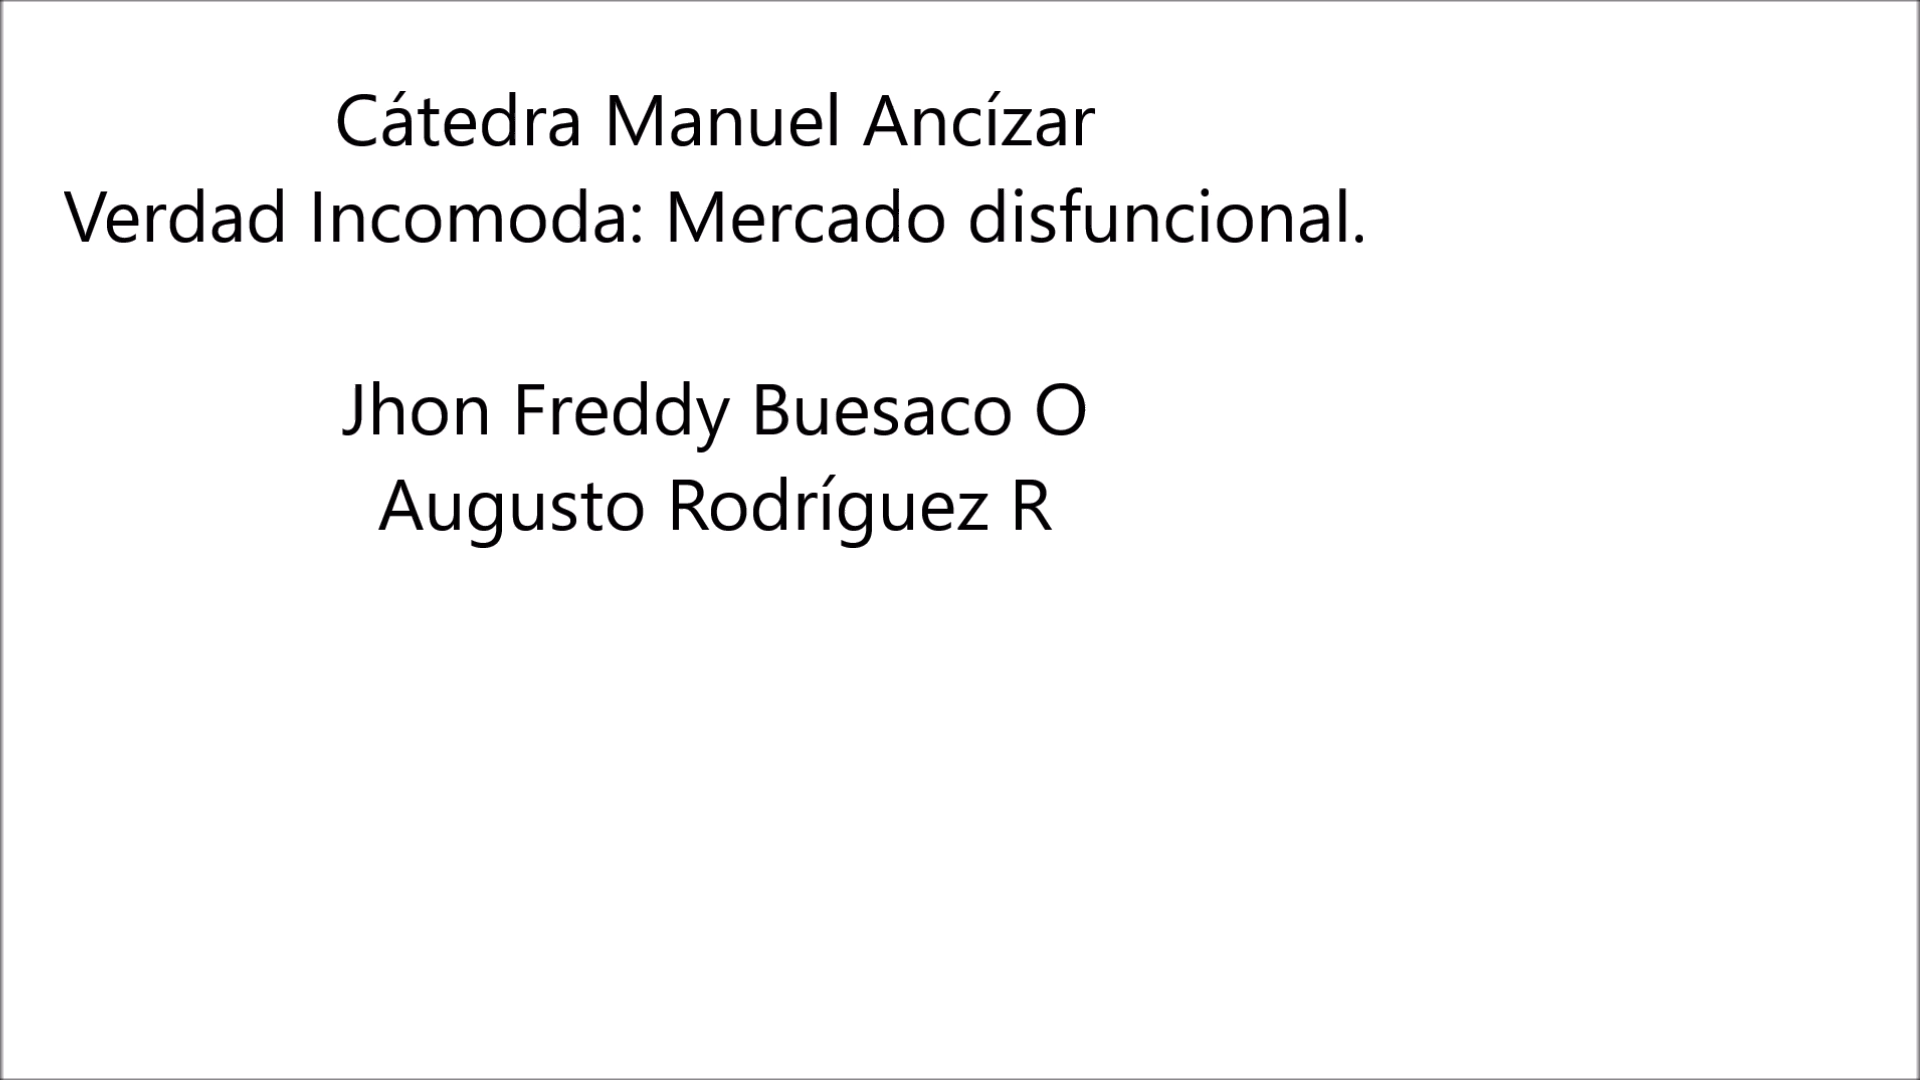 Cátedra Manuel Ancízar
Verdad Incomoda: Mercado disfuncional.
Jhon Freddy Buesaco O
Augusto Rodríguez R